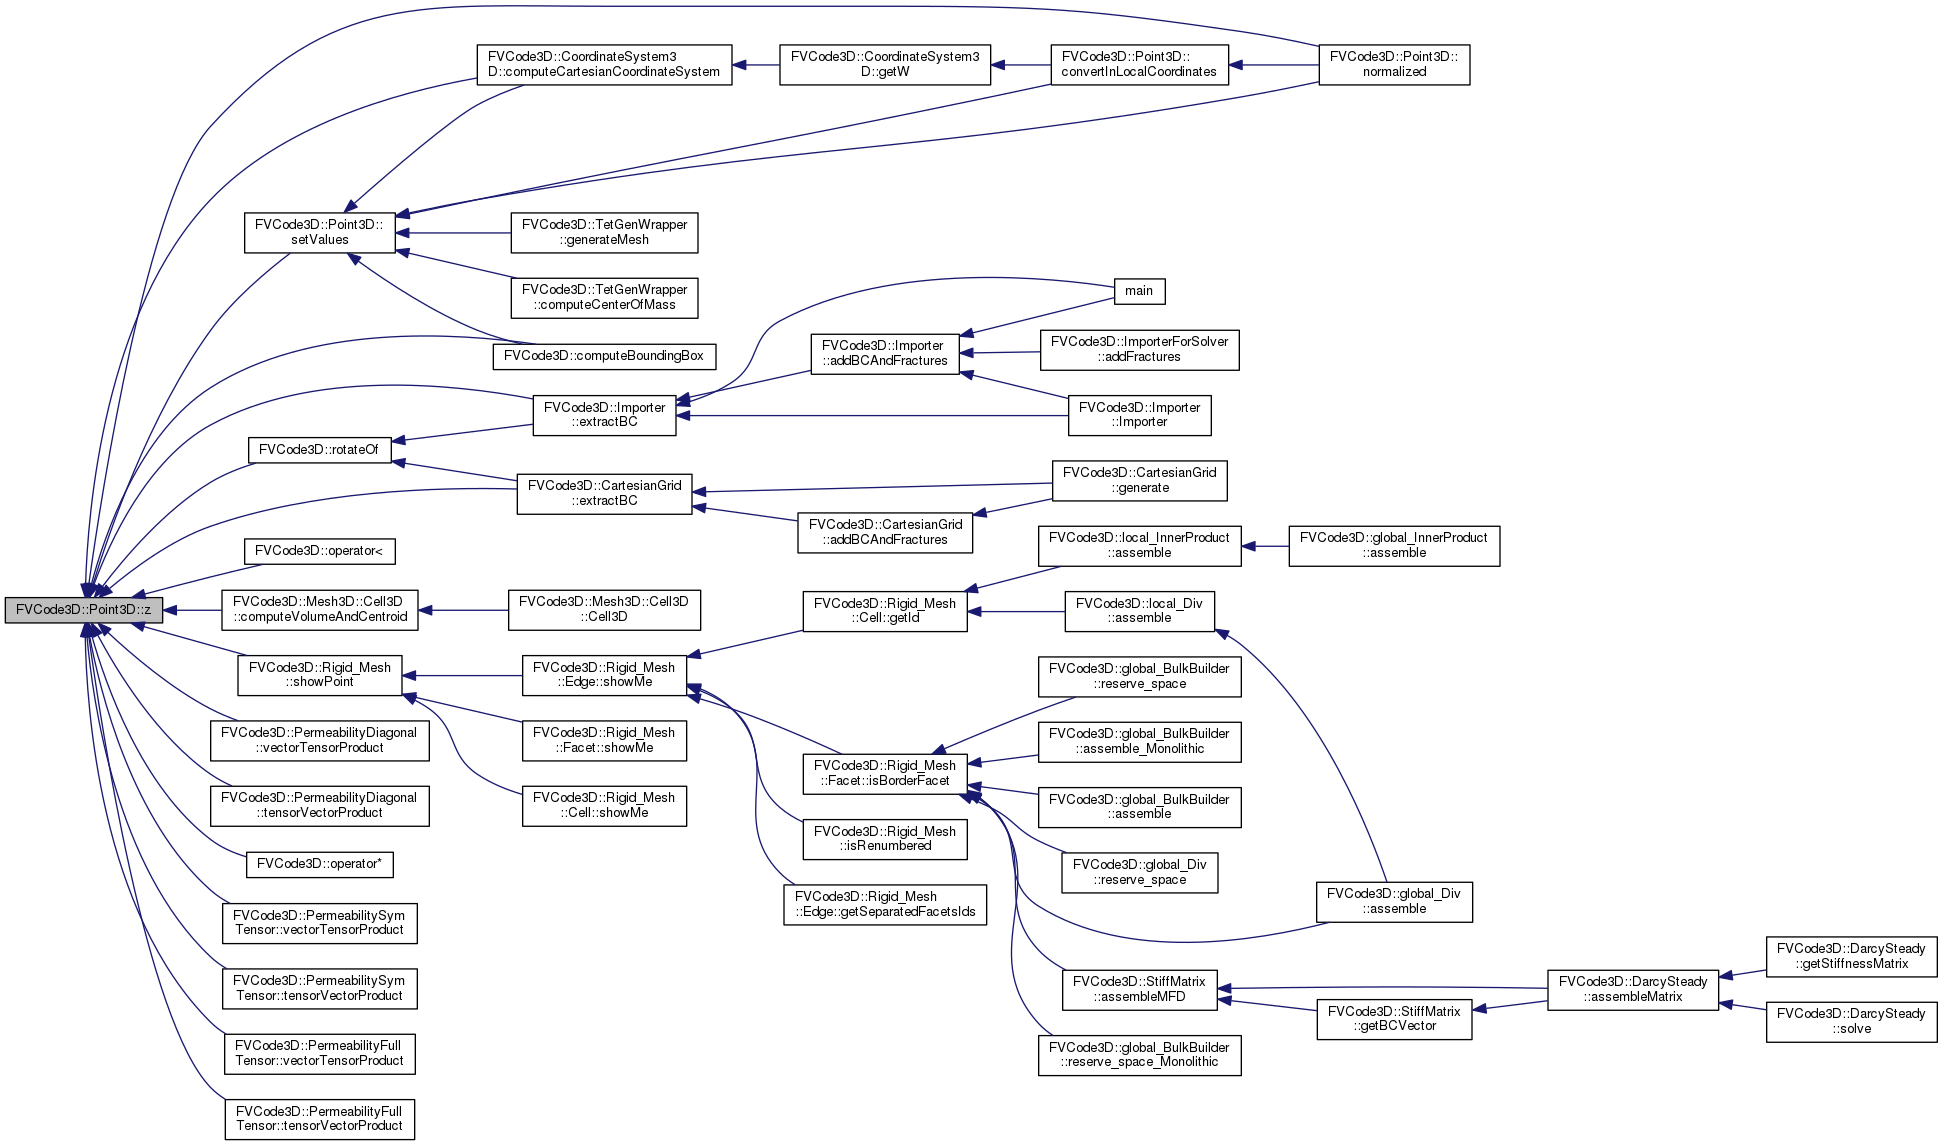 FVCode3D::Point3D::z
FVCode3D::CoordinateSystem3
D::computeCartesianCoordinateSystem
FVCode3D::CoordinateSystem3
D::getW
FVCode3D::Point3D::
convertInLocalCoordinates
FVCode3D::Point3D::
normalized
FVCode3D::Point3D::
setValues
FVCode3D::TetGenWrapper
::generateMesh
FVCode3D::TetGenWrapper
::computeCenterOfMass
FVCode3D::computeBoundingBox
main
FVCode3D::Importer
::addBCAndFractures
FVCode3D::ImporterForSolver
::addFractures
FVCode3D::Importer
::extractBC
FVCode3D::Importer
::Importer
FVCode3D::rotateOf
FVCode3D::CartesianGrid
::extractBC
FVCode3D::CartesianGrid
::generate
FVCode3D::CartesianGrid
::addBCAndFractures
FVCode3D::operator<
FVCode3D::local_InnerProduct
::assemble
FVCode3D::global_InnerProduct
::assemble
FVCode3D::Mesh3D::Cell3D
::computeVolumeAndCentroid
FVCode3D::Mesh3D::Cell3D
::Cell3D
FVCode3D::Rigid_Mesh
::Cell::getId
FVCode3D::local_Div
::assemble
FVCode3D::Rigid_Mesh
::showPoint
FVCode3D::Rigid_Mesh
::Edge::showMe
FVCode3D::global_BulkBuilder
::reserve_space
FVCode3D::PermeabilityDiagonal
::vectorTensorProduct
FVCode3D::Rigid_Mesh
::Facet::showMe
FVCode3D::global_BulkBuilder
::assemble_Monolithic
FVCode3D::Rigid_Mesh
::Facet::isBorderFacet
FVCode3D::PermeabilityDiagonal
::tensorVectorProduct
FVCode3D::Rigid_Mesh
::Cell::showMe
FVCode3D::global_BulkBuilder
::assemble
FVCode3D::Rigid_Mesh
::isRenumbered
FVCode3D::operator*
FVCode3D::global_Div
::reserve_space
FVCode3D::Rigid_Mesh
::Edge::getSeparatedFacetsIds
FVCode3D::global_Div
::assemble
FVCode3D::PermeabilitySym
Tensor::vectorTensorProduct
FVCode3D::DarcySteady
::getStiffnessMatrix
FVCode3D::PermeabilitySym
Tensor::tensorVectorProduct
FVCode3D::StiffMatrix
::assembleMFD
FVCode3D::DarcySteady
::assembleMatrix
FVCode3D::StiffMatrix
::getBCVector
FVCode3D::DarcySteady
::solve
FVCode3D::PermeabilityFull
Tensor::vectorTensorProduct
FVCode3D::global_BulkBuilder
::reserve_space_Monolithic
FVCode3D::PermeabilityFull
Tensor::tensorVectorProduct